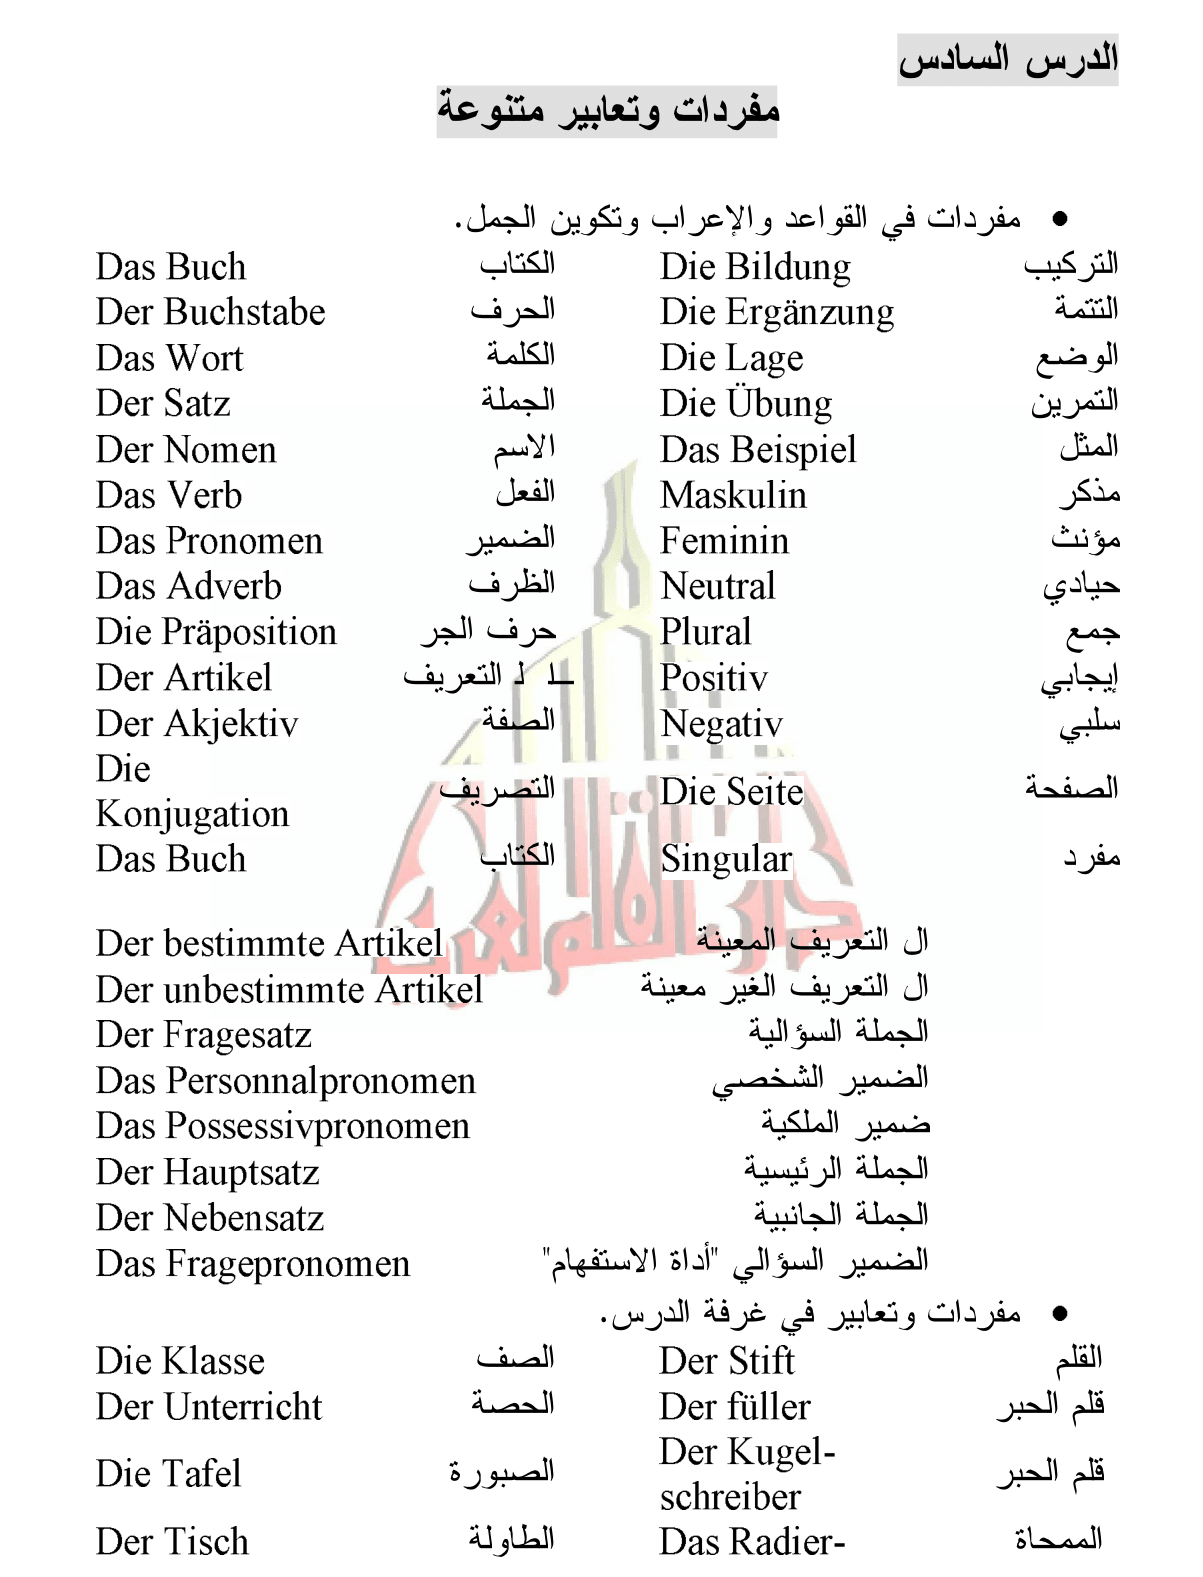 الدرس السادس
مفردات وتعابير متنوعة
• مفردات في القواعد والإعراب وتكوين الجمل.
Das Buch الكتاب Die Bildung التركيب
Der Buchstabe الحرف Die Ergänzung التتمة
Das Wort الكلمة Die Lage الوضع
Der Satz الجملة Die Übung التمرين
Der Nomen الاسم Das Beispiel المثل
Das Verb الفعل Maskulin مذكر
Das Pronomen الضمير Feminin مؤنث
Das Adverb الظرف Neutral حيادي
Die Präposition حرف الجر Plural جمع
Der Artikel التعريف Positiv إيجابي
Der Akjektiv الصفة Negativ سلبي
Die
Konjugation التصريف Die Seite الصفحة
Das Buch الكتاب Singular مفرد
Der bestimmte Artikel ال التعريف المعينة
Der unbestimmte Artikel ال التعريف الغير معينة
Der Fragesatz الجملة السؤالية
Das Personnalpronomen الضمير الشخصي
Das Possessivpronomen ضمير الملكية
Der Hauptsatz الجملة الرئيسية
Der Nebensatz الجملة الجانبية
Das Fragepronomen الضمير السؤالي "أداة الاستفهام"
• مفردات وتعابير في غرفة الدرس.
Die Klasse الصف Der Stift القلم
Der Unterricht الحصة Der füller قلم الحبر
Die Tafel الصبورة Der Kugel-
schreiber قلم الحبر
Der Tisch الطاولة Das Radier- الممحاة